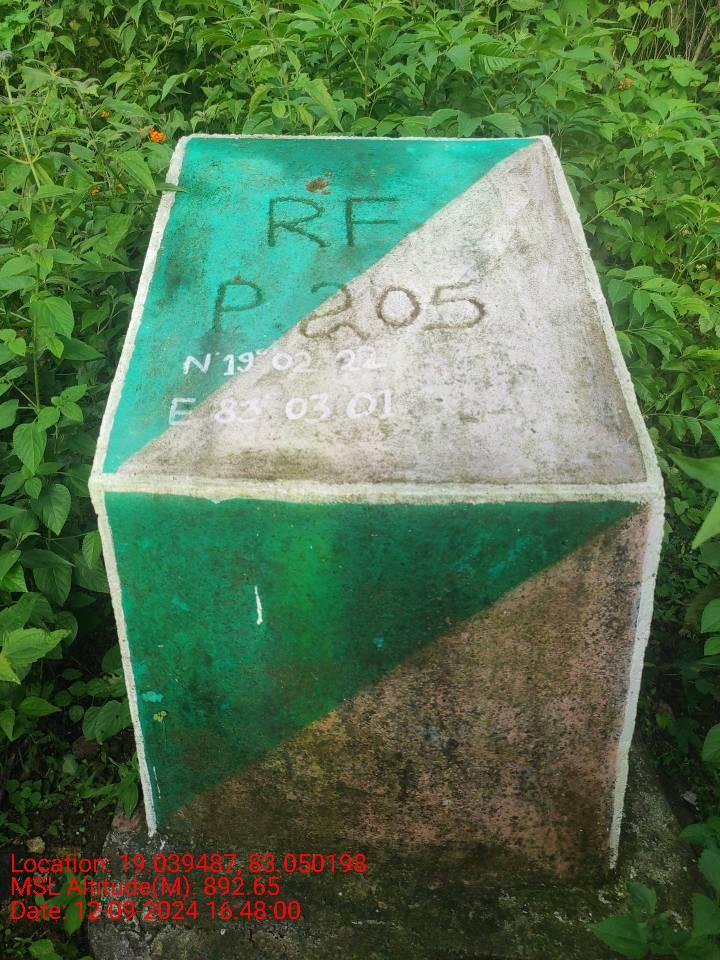 RF
P.205
N 19° 02 22
E 83° 03 01
Location: 19.039487, 83.050198
MSL Altitude(M): 892.65
Date: 12-09-2024 16:48:00